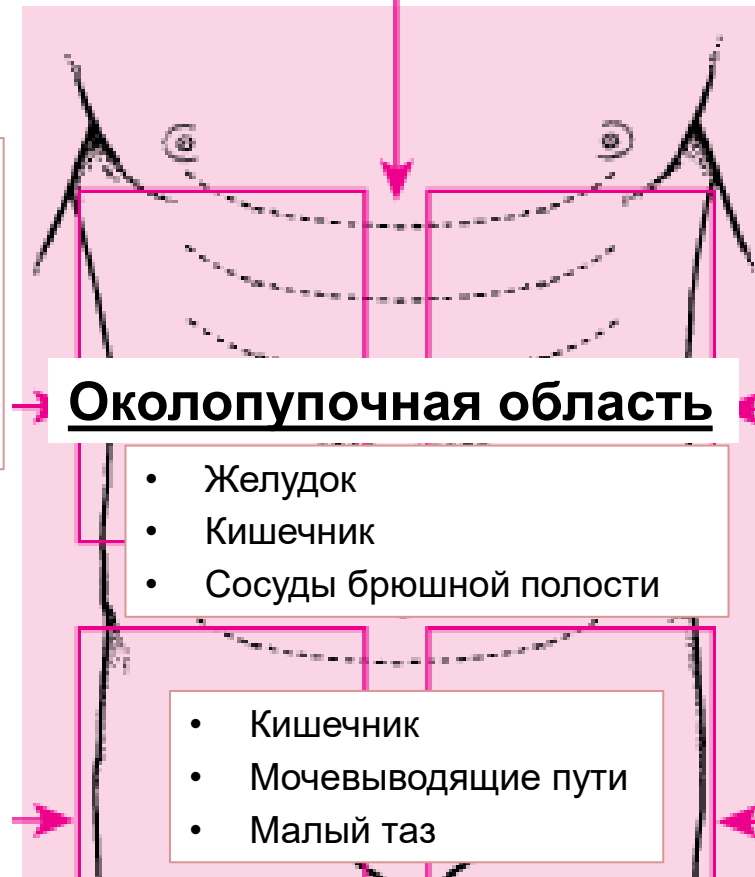 Околопупочная область
• Желудок
• Кишечник
• Сосуды брюшной полости
• Кишечник
• Мочевыводящие пути
• Малый таз